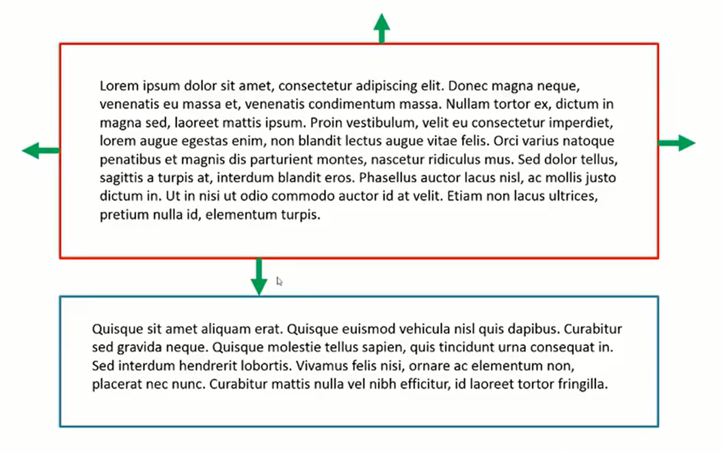 Lorem ipsum dolor sit amet, consectetur adipiscing elit. Donec magna neque,
venenatis eu massa et, venenatis condimentum massa. Nullam tortor ex, dictum in
magna sed, laoreet mattis ipsum. Proin vestibulum, velit eu consectetur imperdiet,
lorem augue egestas enim, non blandit lectus augue vitae felis. Orci varius natoque
penatibus et magnis dis parturient montes, nascetur ridiculus mus. Sed dolor tellus,
sagittis a turpis at, interdum blandit eros. Phasellus auctor lacus nisl, ac mollis justo
dictum in. Ut in nisi ut odio commodo auctor id at velit. Etiam non lacus ultrices,
pretium nulla id, elementum turpis.
Quisque sit amet aliquam erat. Quisque euismod vehicula nisl quis dapibus. Curabitur
sed gravida neque. Quisque molestie tellus sapien, quis tincidunt urna consequat in.
Sed interdum hendrerit lobortis. Vivamus felis nisi, ornare ac elementum non,
placerat nec nunc. Curabitur mattis nulla vel nibh efficitur, id laoreet tortor fringilla.